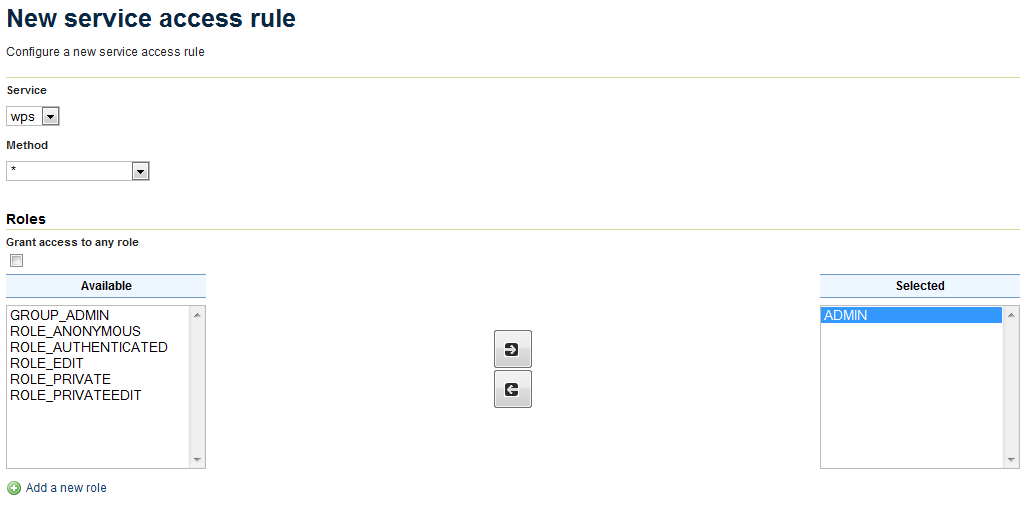 New service access rule
Configure a new service access rule
Service
wps
Method
*
Roles
Grant access to any role
Available
Selected
GROUP_ADMIN
ROLE_ANONYMOUS
ROLE_AUTHENTICATED
ROLE_EDIT
ROLE_PRIVATE
ROLE_PRIVATEEDIT
ADMIN
Add a new role